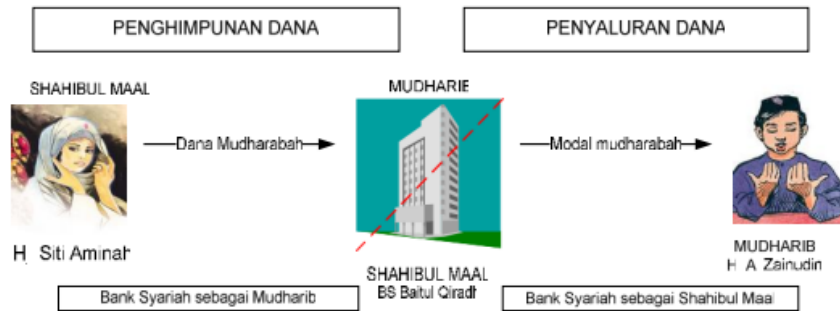 PENGHIMPUNAN DANA
PENYALURAN DANA
SHAHIBUL MAAL
MUDHARIE
Dana Mudharabah
Modal mudharabah
H. Siti Aminah
MUDHARIB
H A Zainudin
SHAHIBUL MAAL
BS Baitul Qiradh
Bank Syariah sebagai Mudharib
Bank Syariah sebagai Shahibul Maal